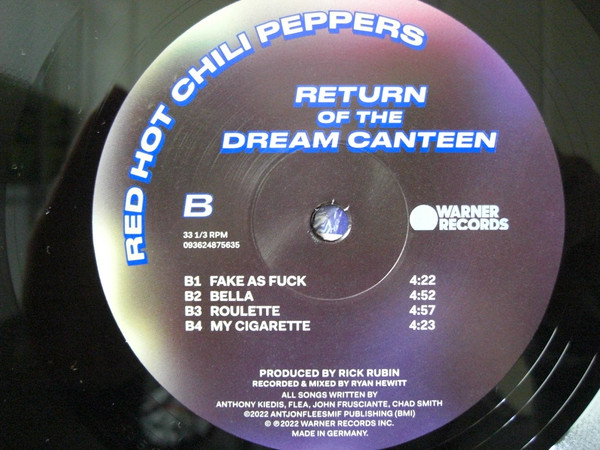 RED HOT CHILI PEPPERS
RETURN
OF THE
DREAM CANTEEN
B
WARNER
RECORDS
33 1/3 RPM
093624875635
B1 FAKE AS FUCK 4:22
B2 BELLA 4:52
B3 ROULETTE 4:57
B4 MY CIGARETTE 4:23
PRODUCED BY RICK RUBIN
RECORDED & MIXED BY RYAN HEWITT
ALL SONGS WRITTEN BY
ANTHONY KIEDIS, FLEA, JOHN FRUSCIANTE, CHAD SMITH
©2022 ANTJONFLEESMIF PUBLISHING (BMI)
© ℗2022 WARNER RECORDS INC.
MADE IN GERMANY.